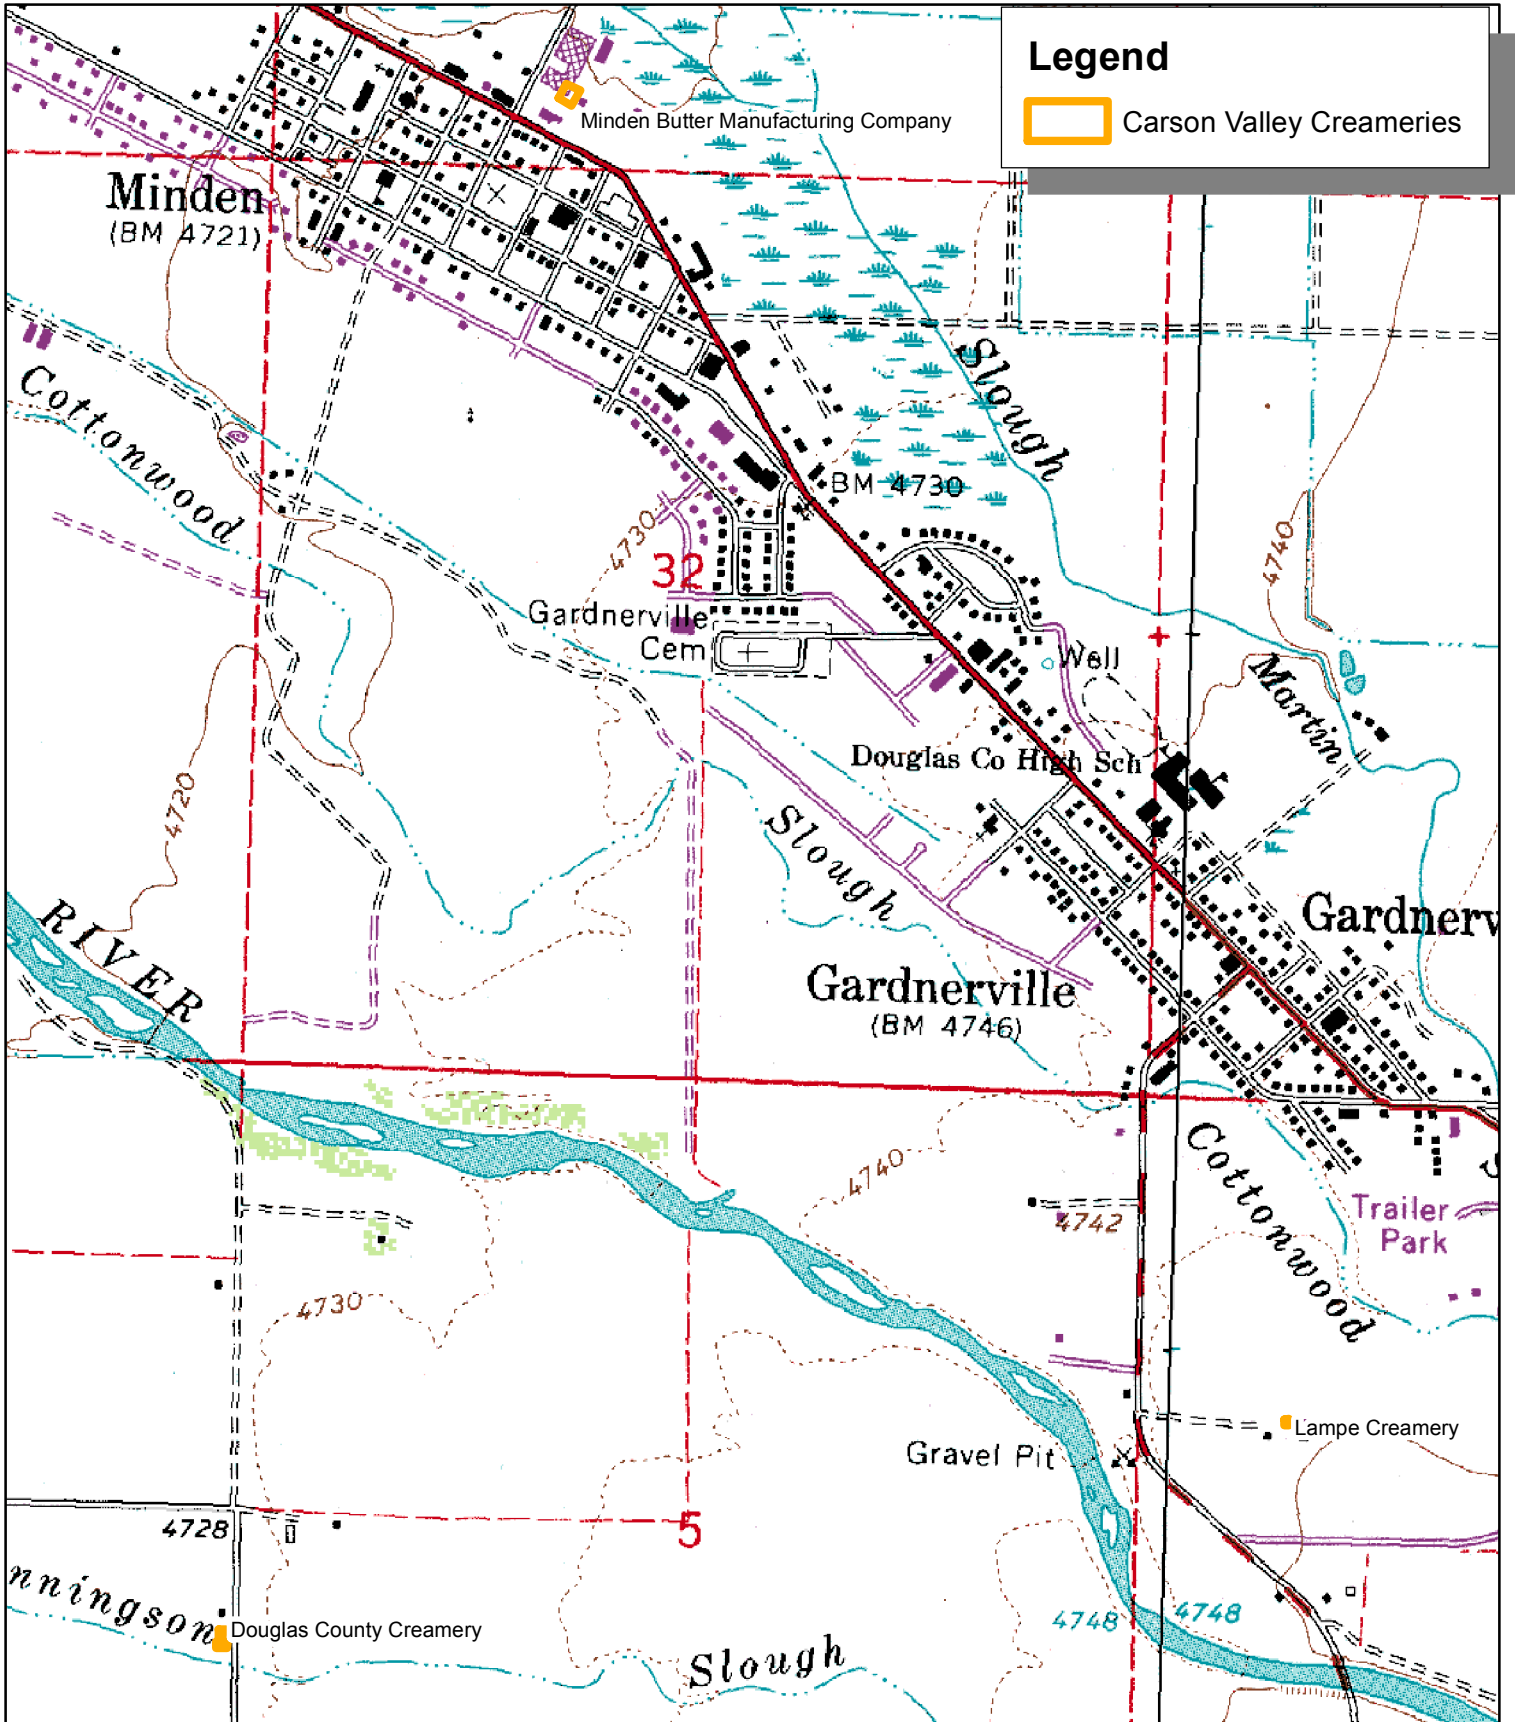 Legend
Carson Valley Creameries
Minden Butter Manufacturing Company
Minden
(BM 4721)
Slough
Cottonwood
BM 4730
4730
4740
32
Gardnerville
Cem
Well
Martin
Douglas Co High Sch
4720
Slough
RIVER
Gardnerv
Gardnerville
(BM 4746)
Cottonwood
4740
4742
Trailer
Park
S
4730
Lampe Creamery
Gravel Pit
4728
5
nningson
Douglas County Creamery
4748
4748
Slough